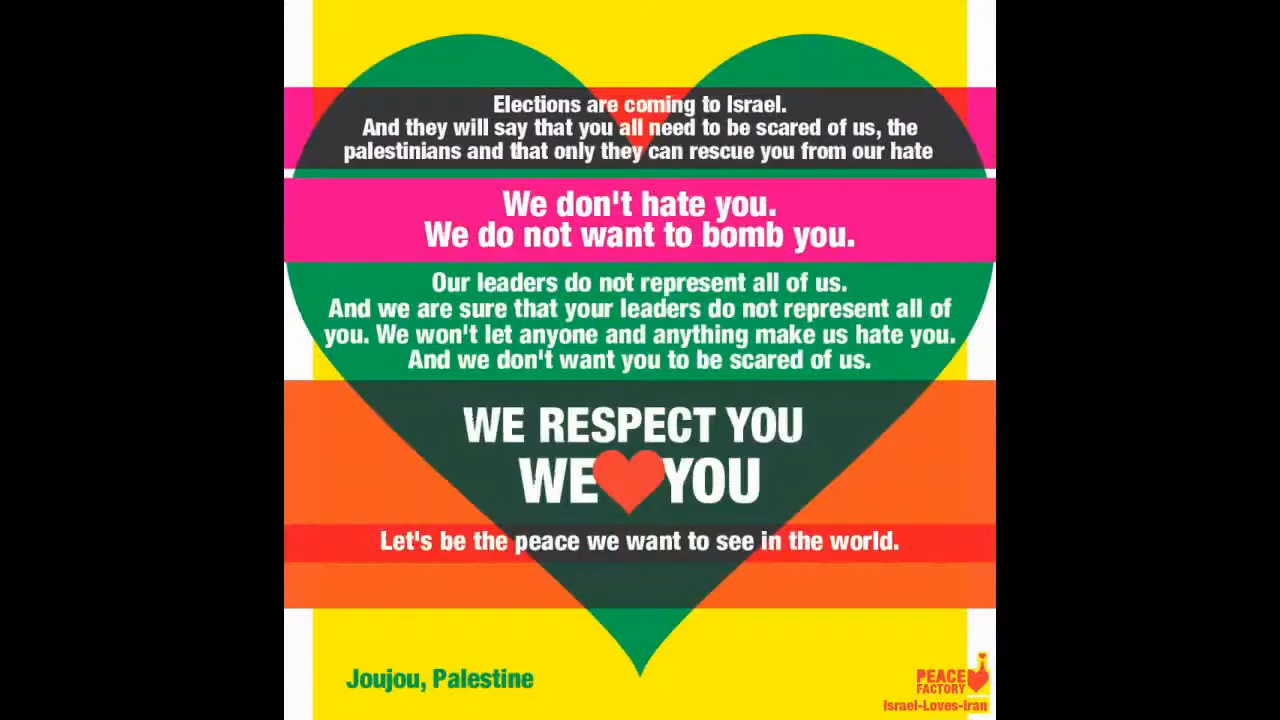 Elections are coming to Israel.
And they will say that you all need to be scared of us, the
palestinians and that only they can rescue you from our hate
We don't hate you.
We do not want to bomb you.
Our leaders do not represent all of us.
And we are sure that your leaders do not represent all of
you. We won't let anyone and anything make us hate you.
And we don't want you to be scared of us.
WE RESPECT YOU
WE YOU
Let's be the peace we want to see in the world.
Joujou, Palestine
PEACE
FACTORY
Israel-Loves-Iran